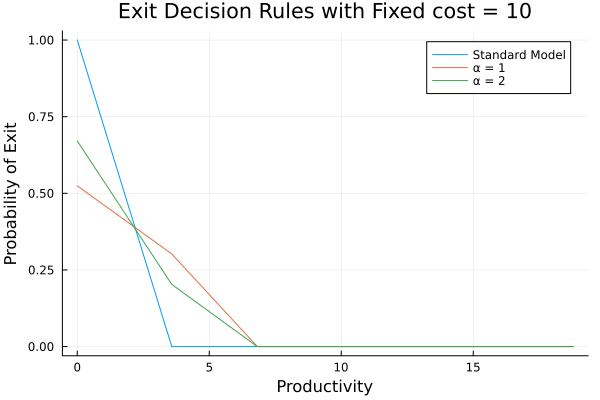 Exit Decision Rules with Fixed cost = 10
Standard Model
α = 1
α = 2
Probability of Exit
1.00
0.75
0.50
0.25
0.00
0
5
10
15
Productivity